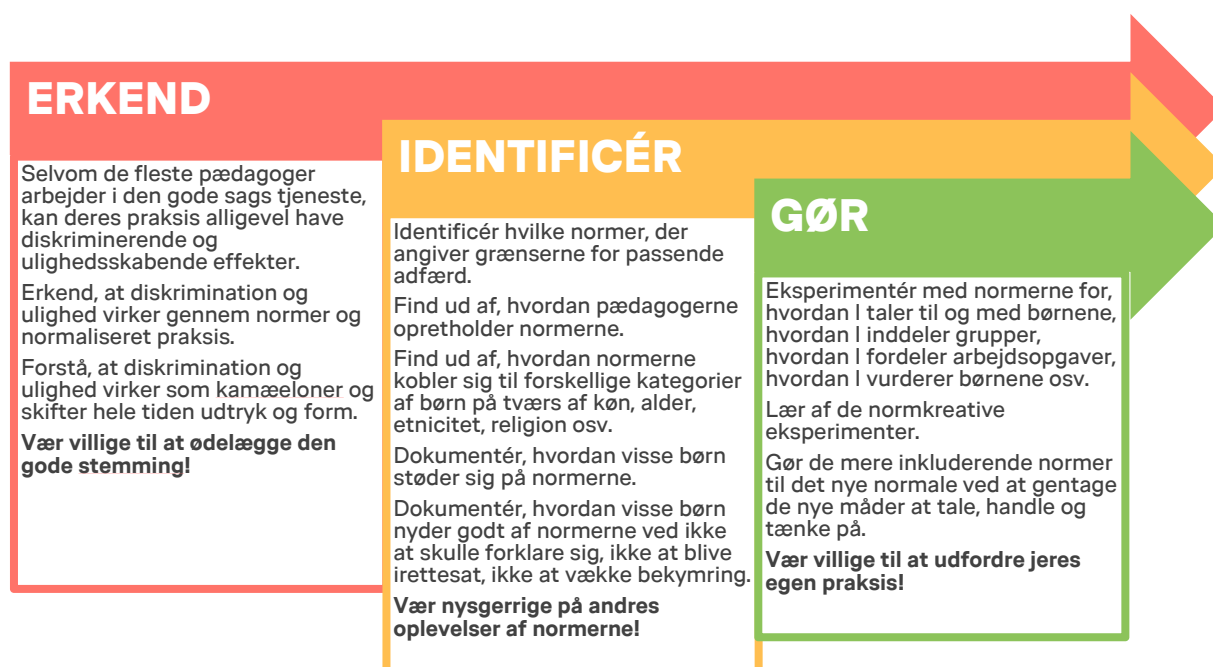 ERKEND
Selvom de fleste pædagoger
arbejder i den gode sags tjeneste,
kan deres praksis alligevel have
diskriminerende og
ulighedsskabende effekter.
Erkend, at diskrimination og
ulighed virker gennem normer og
normaliseret praksis.
Forstå, at diskrimination og
ulighed virker som kamæeloner og
skifter hele tiden udtryk og form.
Vær villige til at ødelægge den
gode stemming!
IDENTIFICÉR
Identificér hvilke normer, der
angiver grænserne for passende
adfærd.
Find ud af, hvordan pædagogerne
opretholder normerne.
Find ud af, hvordan normerne
kobler sig til forskellige kategorier
af børn på tværs af køn, alder,
etnicitet, religion osv.
Dokumentér, hvordan visse børn
støder sig på normerne.
Dokumentér, hvordan visse børn
nyder godt af normerne ved ikke
at skulle forklare sig, ikke at blive
irettesat, ikke at vække bekymring.
Vær nysgerrige på andres
oplevelser af normerne!
GØR
Eksperimentér med normerne for,
hvordan I taler til og med børnene,
hvordan I inddeler grupper,
hvordan I fordeler arbejdsopgaver,
hvordan I vurderer børnene osv.
Lær af de normkreative
eksperimenter.
Gør de mere inkluderende normer
til det nye normale ved at gentage
de nye måder at tale, handle og
tænke på.
Vær villige til at udfordre jeres
egen praksis!